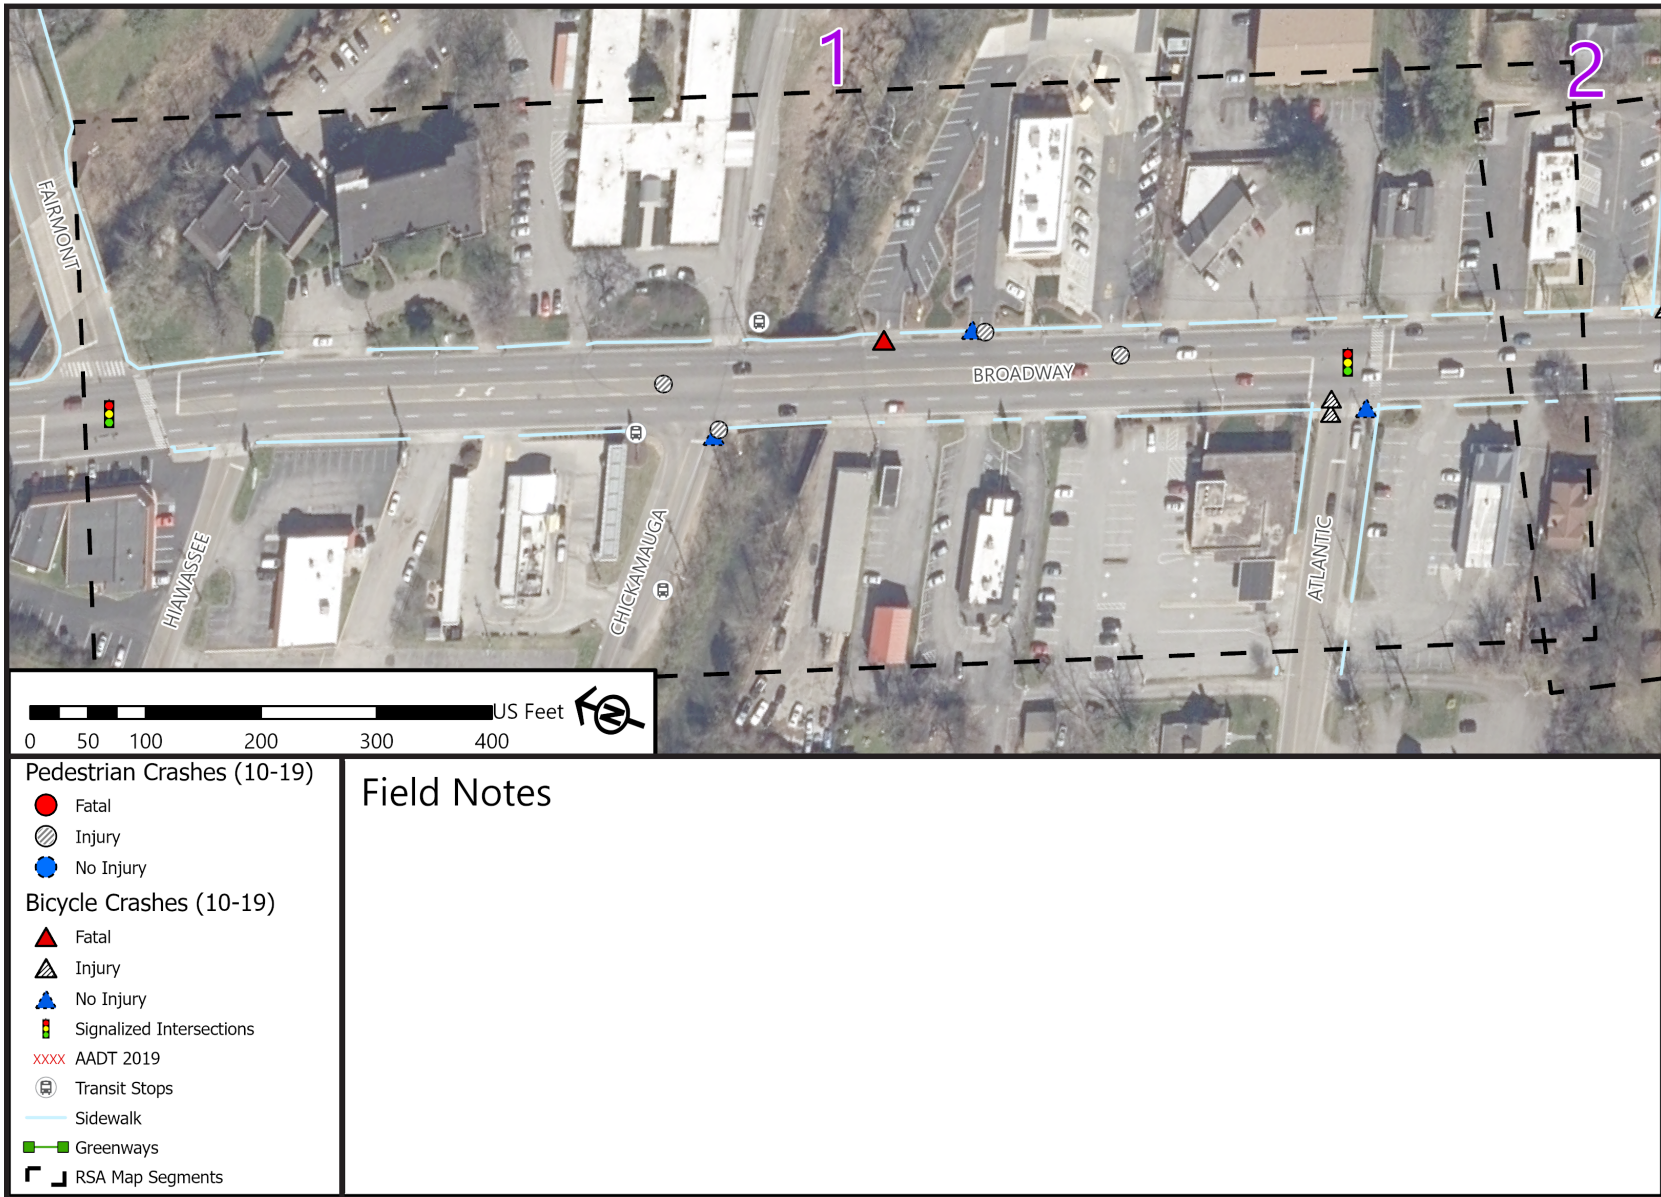 1
2
FAIRMONT
BROADWAY
HIAWASSEE
CHICKAMAUGA
ATLANTIC
US Feet
N
0 50 100 200 300 400
Pedestrian Crashes (10-19)
Fatal
Injury
No Injury
Bicycle Crashes (10-19)
Fatal
Injury
No Injury
Signalized Intersections
XXXX AADT 2019
Transit Stops
Sidewalk
Greenways
RSA Map Segments
Field Notes